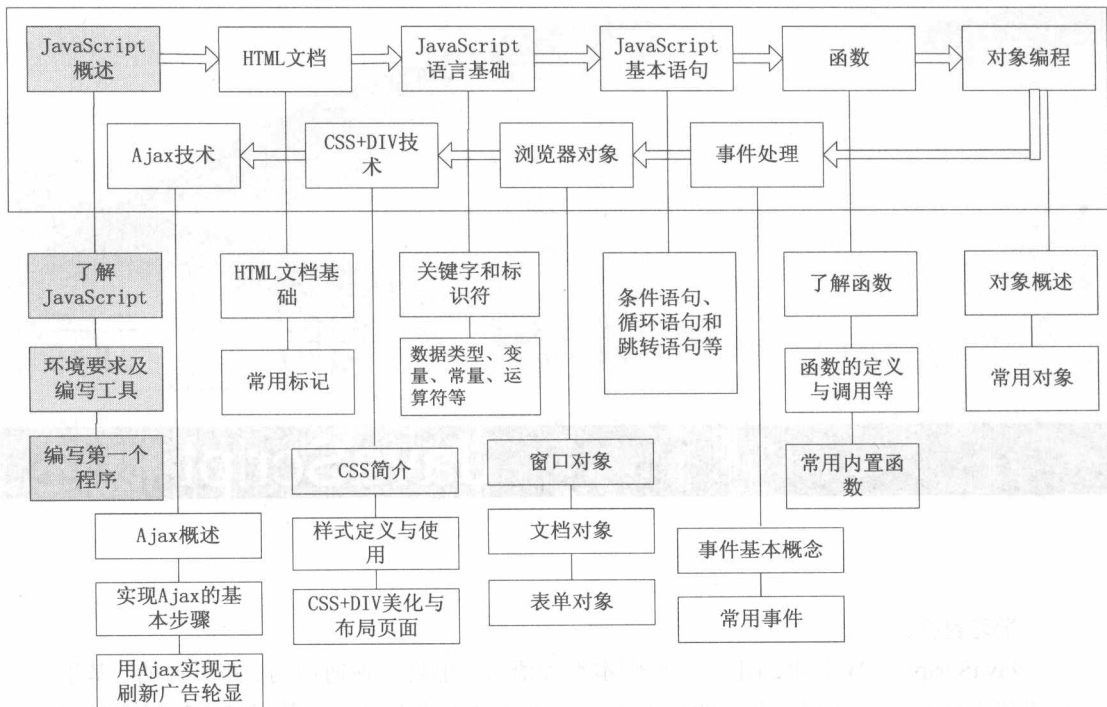 JavaScript
概述
HTML文档
JavaScript
语言基础
JavaScript
基本语句
函数
对象编程
Ajax技术
CSS+DIV技
术
浏览器对象
事件处理
了解
JavaScript
HTML文档基
础
关键字和标
识符
条件语句、
循环语句和
跳转语句等
了解函数
对象概述
环境要求及
编写工具
常用标记
数据类型、变
量、常量、运
算符等
函数的定义
与调用等
常用对象
编写第一个
程序
CSS简介
窗口对象
常用内置函
数
Ajax概述
样式定义与使
用
文档对象
事件基本概念
实现Ajax的基
本步骤
CSS+DIV美化与
布局页面
表单对象
常用事件
用Ajax实现无
刷新广告轮显